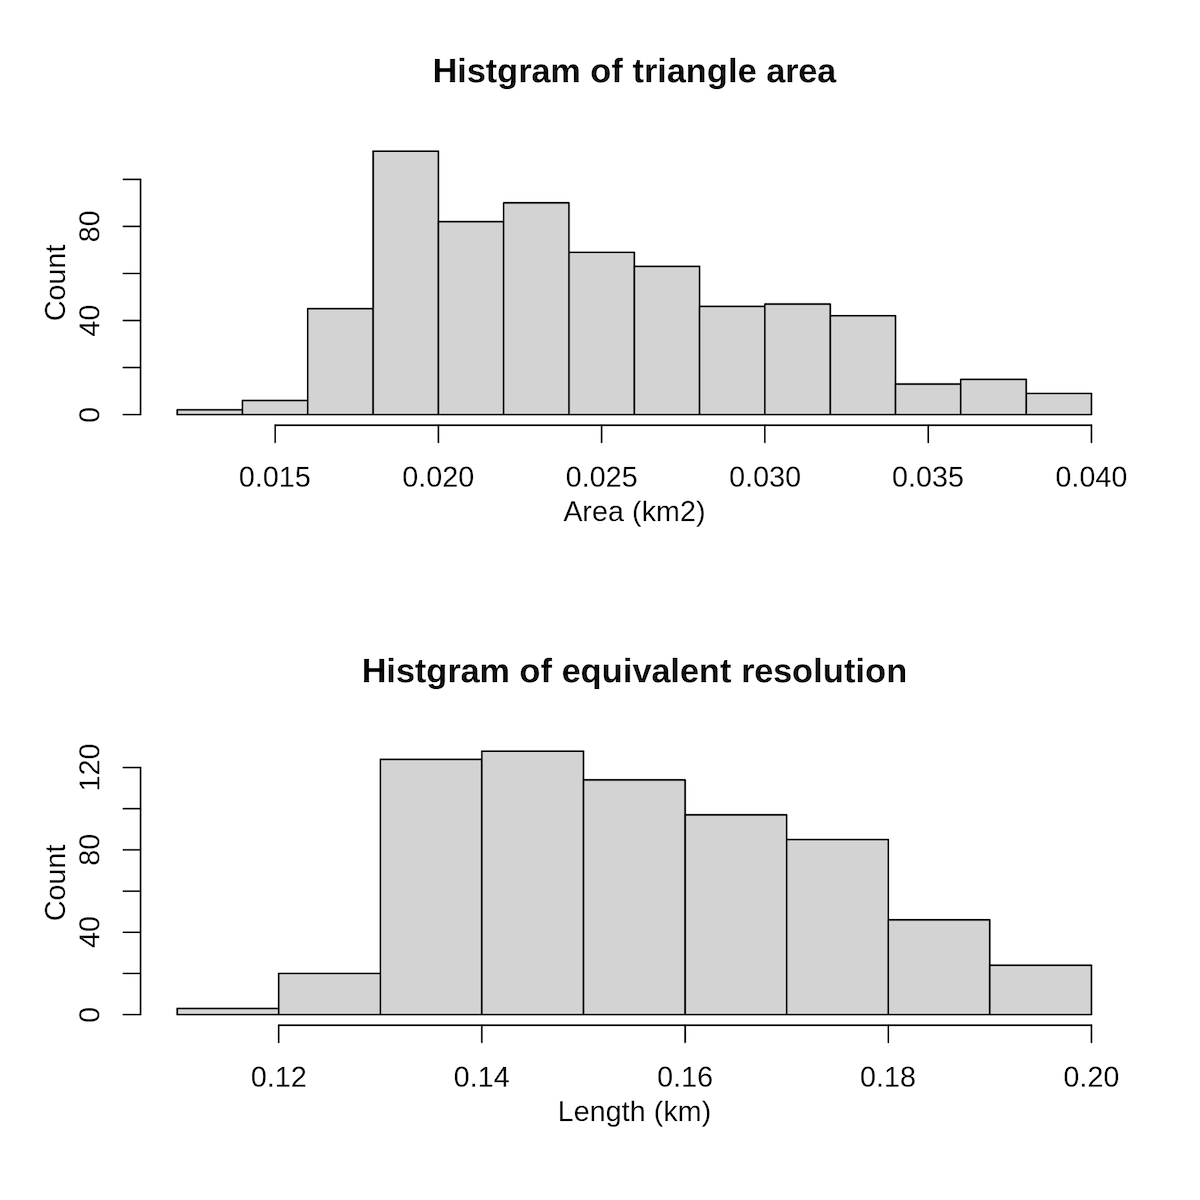 Histgram of triangle area
Count
80
40
0
0.015 0.020 0.025 0.030 0.035 0.040
Area (km2)
Histgram of equivalent resolution
Count
120
80
40
0
0.12 0.14 0.16 0.18 0.20
Length (km)